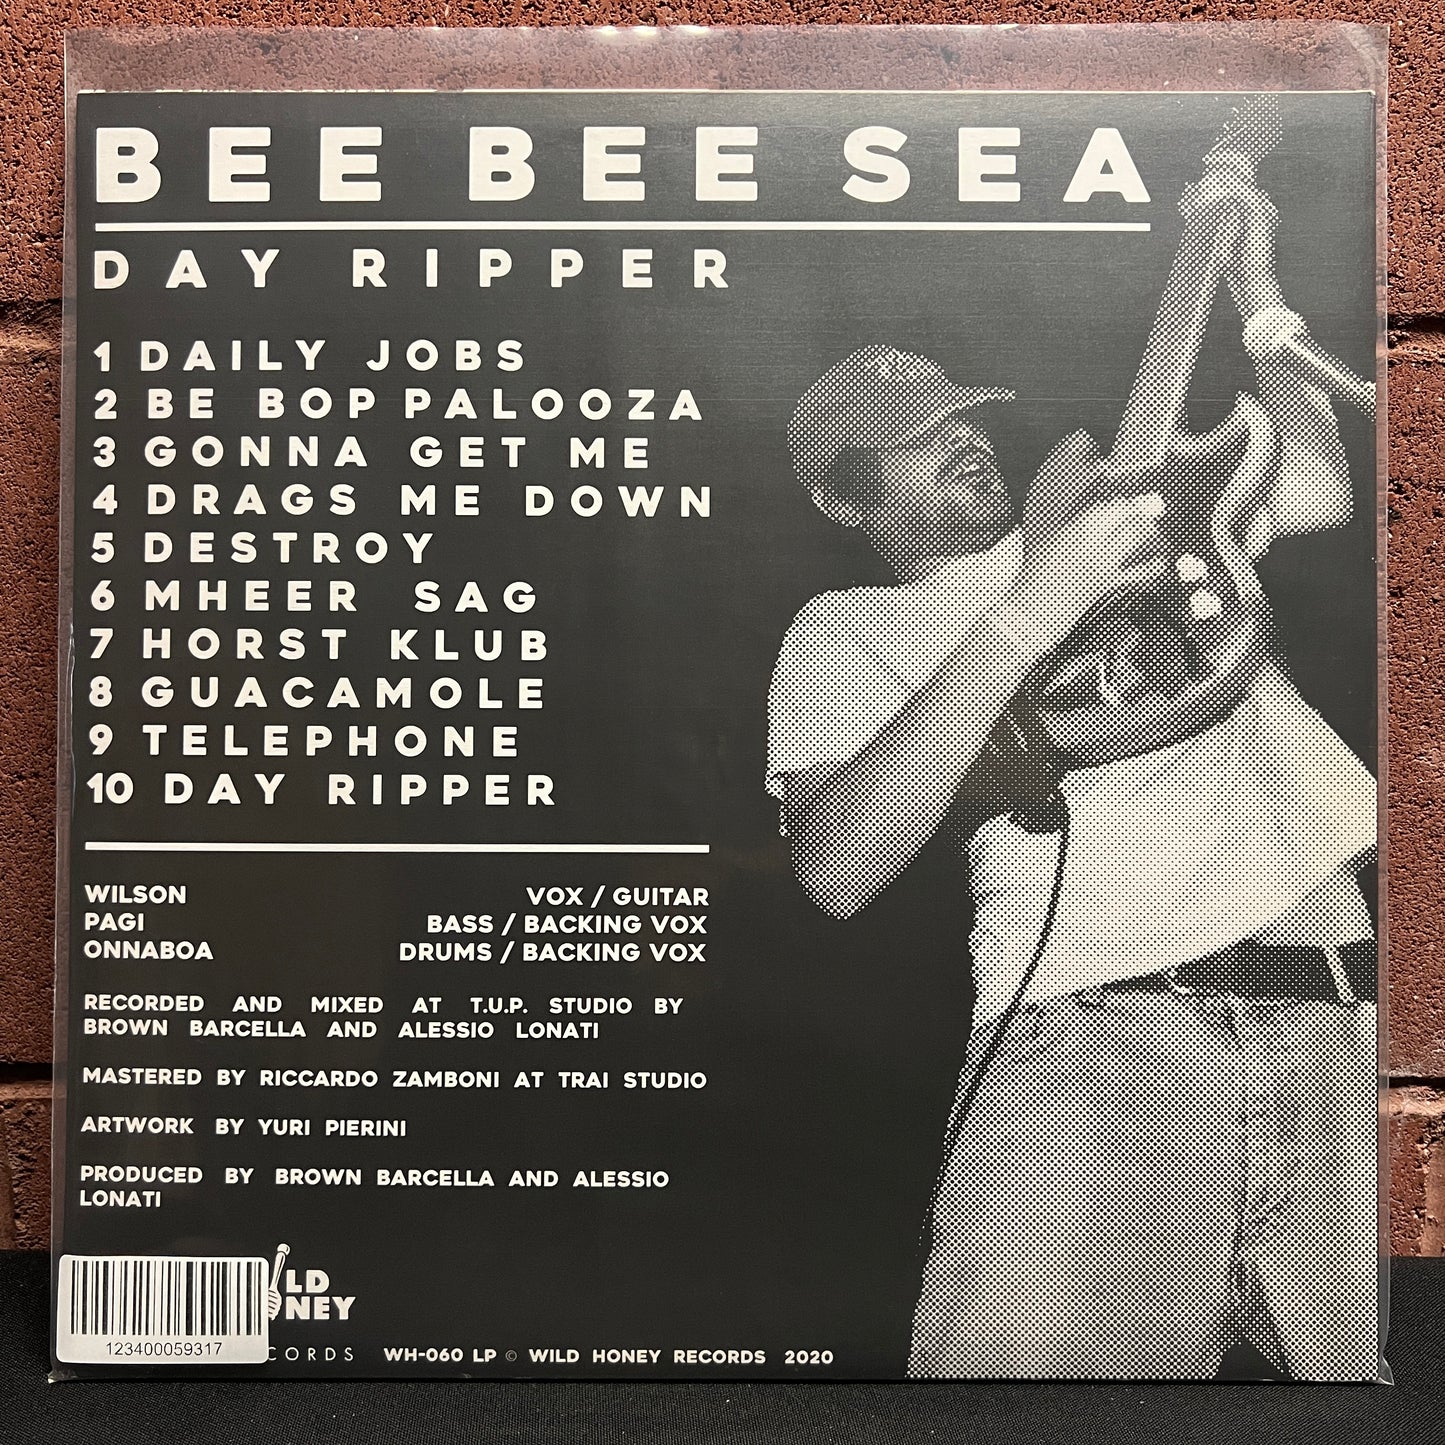 BEE BEE SEA
DAY RIPPER
1 DAILY JOBS
2 BE BOP PALOOZA
3 GONNA GET ME
4 DRAGS ME DOWN
5 DESTROY
6 MHEER SAG
7 HORST KLUB
8 GUACAMOLE
9 TELEPHONE
10 DAY RIPPER
WILSON VOX / GUITAR
PAGI BASS / BACKING VOX
ONNABOA DRUMS / BACKING VOX
RECORDED AND MIXED AT T.U.P. STUDIO BY
BROWN BARCELLA AND ALESSIO LONATI
MASTERED BY RICCARDO ZAMBONI AT TRAI STUDIO
ARTWORK BY YURI PIERINI
PRODUCED BY BROWN BARCELLA AND ALESSIO
LONATI
LD
NEY
123400059317
CORDS WH-060 LP © WILD HONEY RECORDS 2020